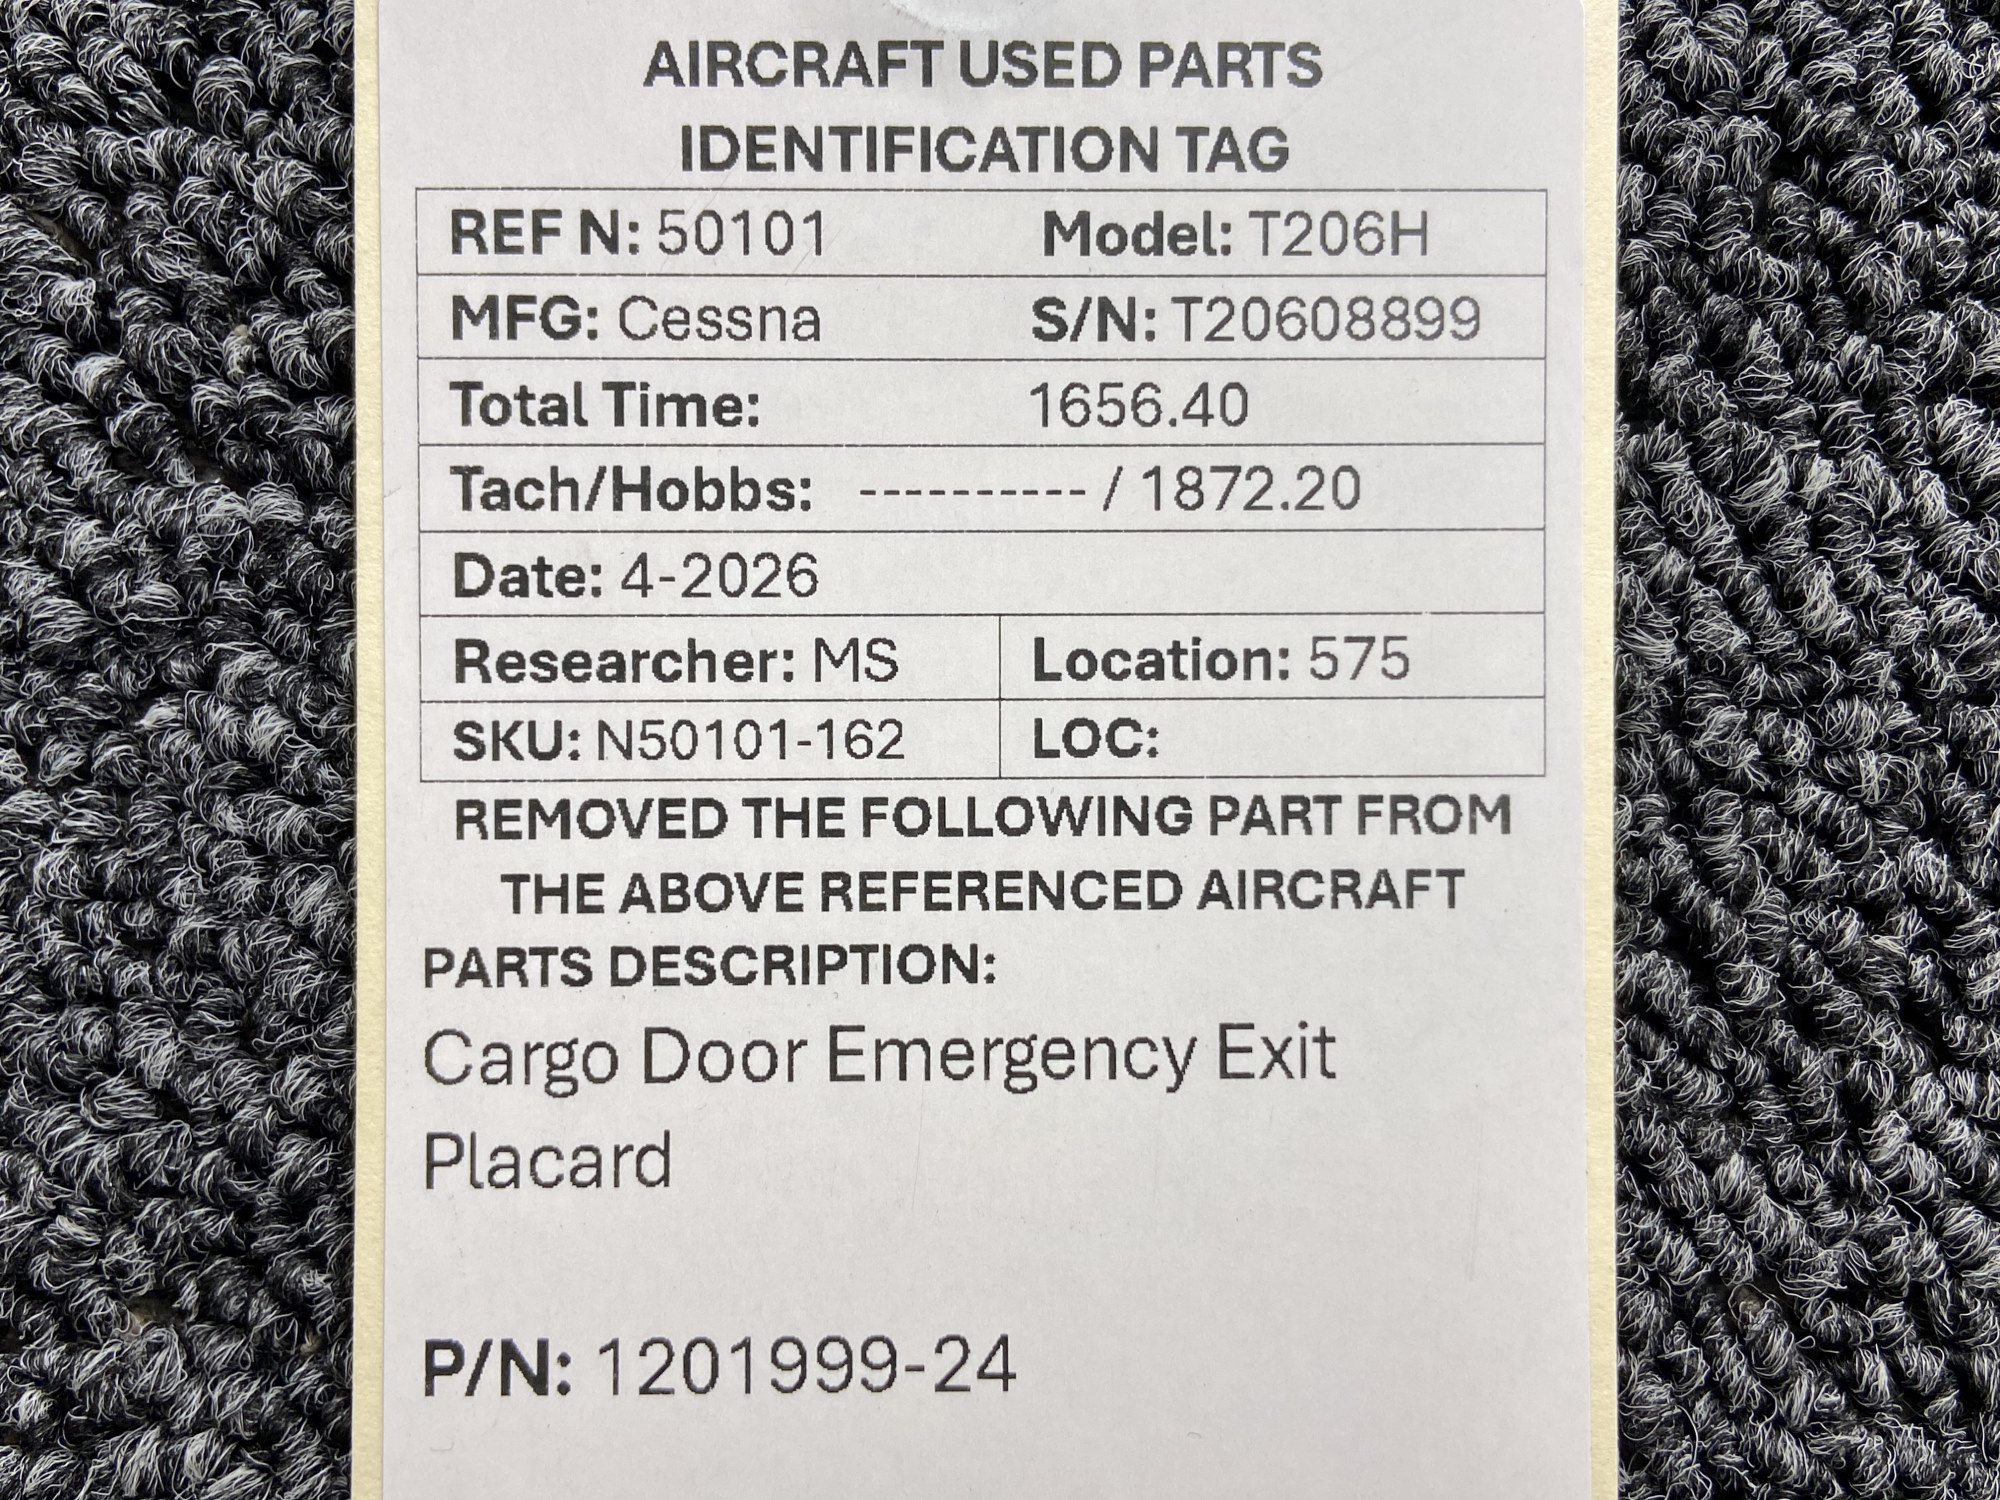 AIRCRAFT USED PARTS
IDENTIFICATION TAG
REF N: 50101 Model: T206H
MFG: Cessna S/N: T20608899
Total Time: 1656.40
Tach/Hobbs: ---------- / 1872.20
Date: 4-2026
Researcher: MS Location: 575
SKU: N50101-162 LOC:
REMOVED THE FOLLOWING PART FROM
THE ABOVE REFERENCED AIRCRAFT
PARTS DESCRIPTION:
Cargo Door Emergency Exit
Placard
P/N: 1201999-24